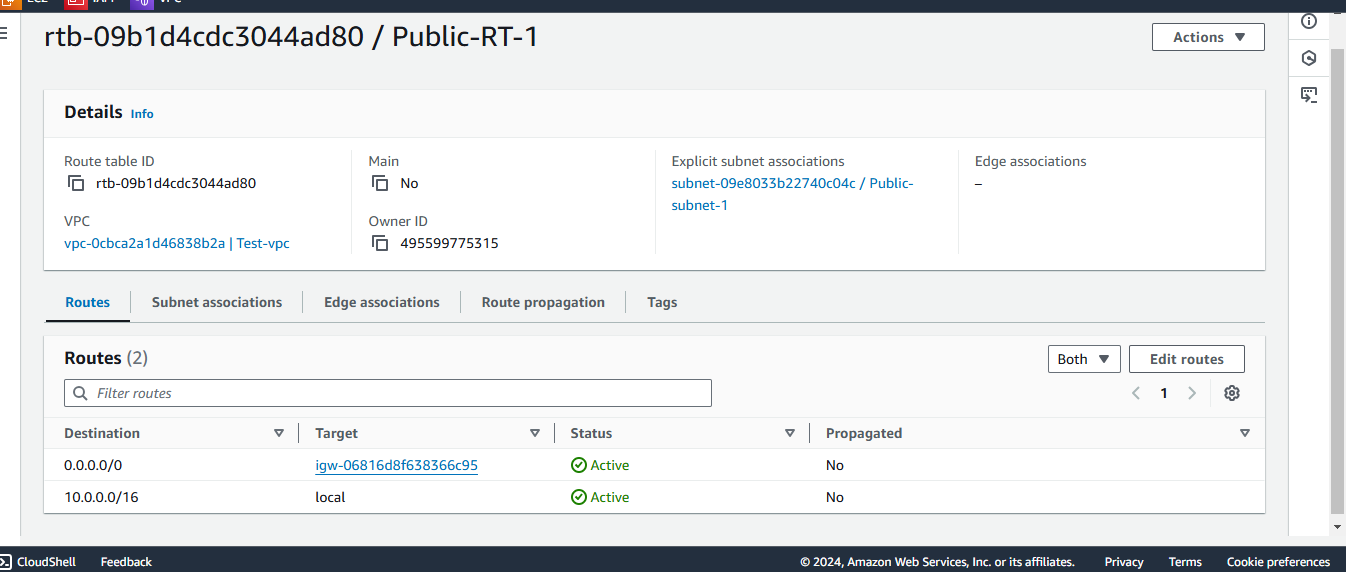 EC2 IAM VPC
rtb-09b1d4cdc3044ad80 / Public-RT-1
Actions
Details Info
Route table ID
rtb-09b1d4cdc3044ad80
Main
No
Explicit subnet associations
subnet-09e8033b22740c04c / Public-
subnet-1
Edge associations
–
VPC
vpc-0cbca2a1d46838b2a | Test-vpc
Owner ID
495599775315
Routes Subnet associations Edge associations Route propagation Tags
Routes (2)
Both Edit routes
Filter routes
1
Destination Target Status Propagated
0.0.0.0/0 igw-06816d8f638366c95 Active No
10.0.0.0/16 local Active No
CloudShell Feedback © 2024, Amazon Web Services, Inc. or its affiliates. Privacy Terms Cookie preferences